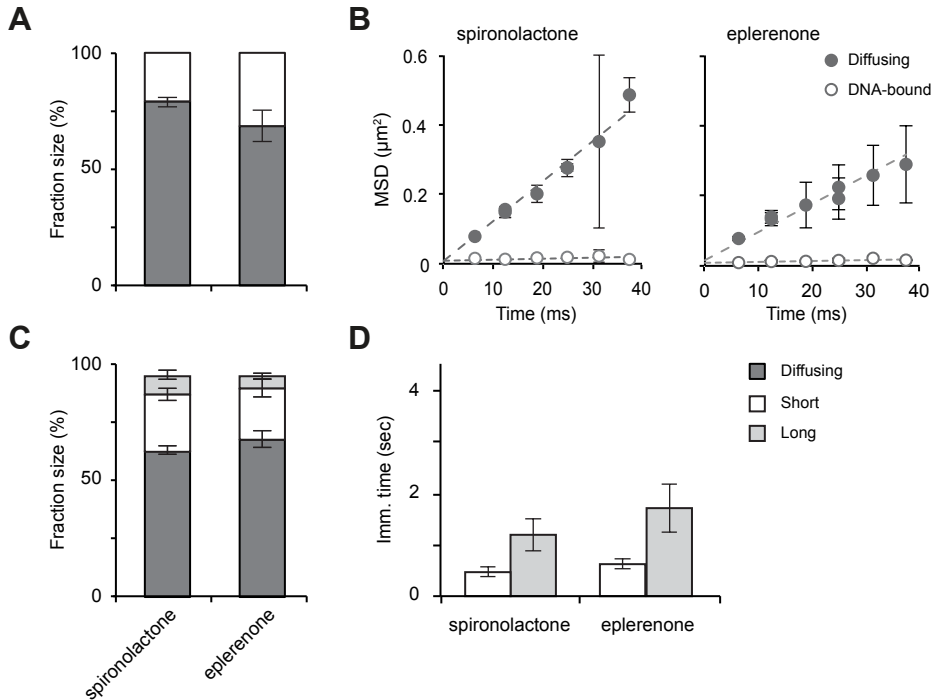 A
100
50
0
Fraction size (%)
B
spironolactone
eplerenone
0.6
0.4
0.2
0
MSD (µm²)
0 10 20 30 40
Time (ms)
0 10 20 30 40
Time (ms)
Diffusing
DNA-bound
C
100
50
0
Fraction size (%)
spironolactone
eplerenone
D
4
2
0
Imm. time (sec)
spironolactone
eplerenone
Diffusing
Short
Long